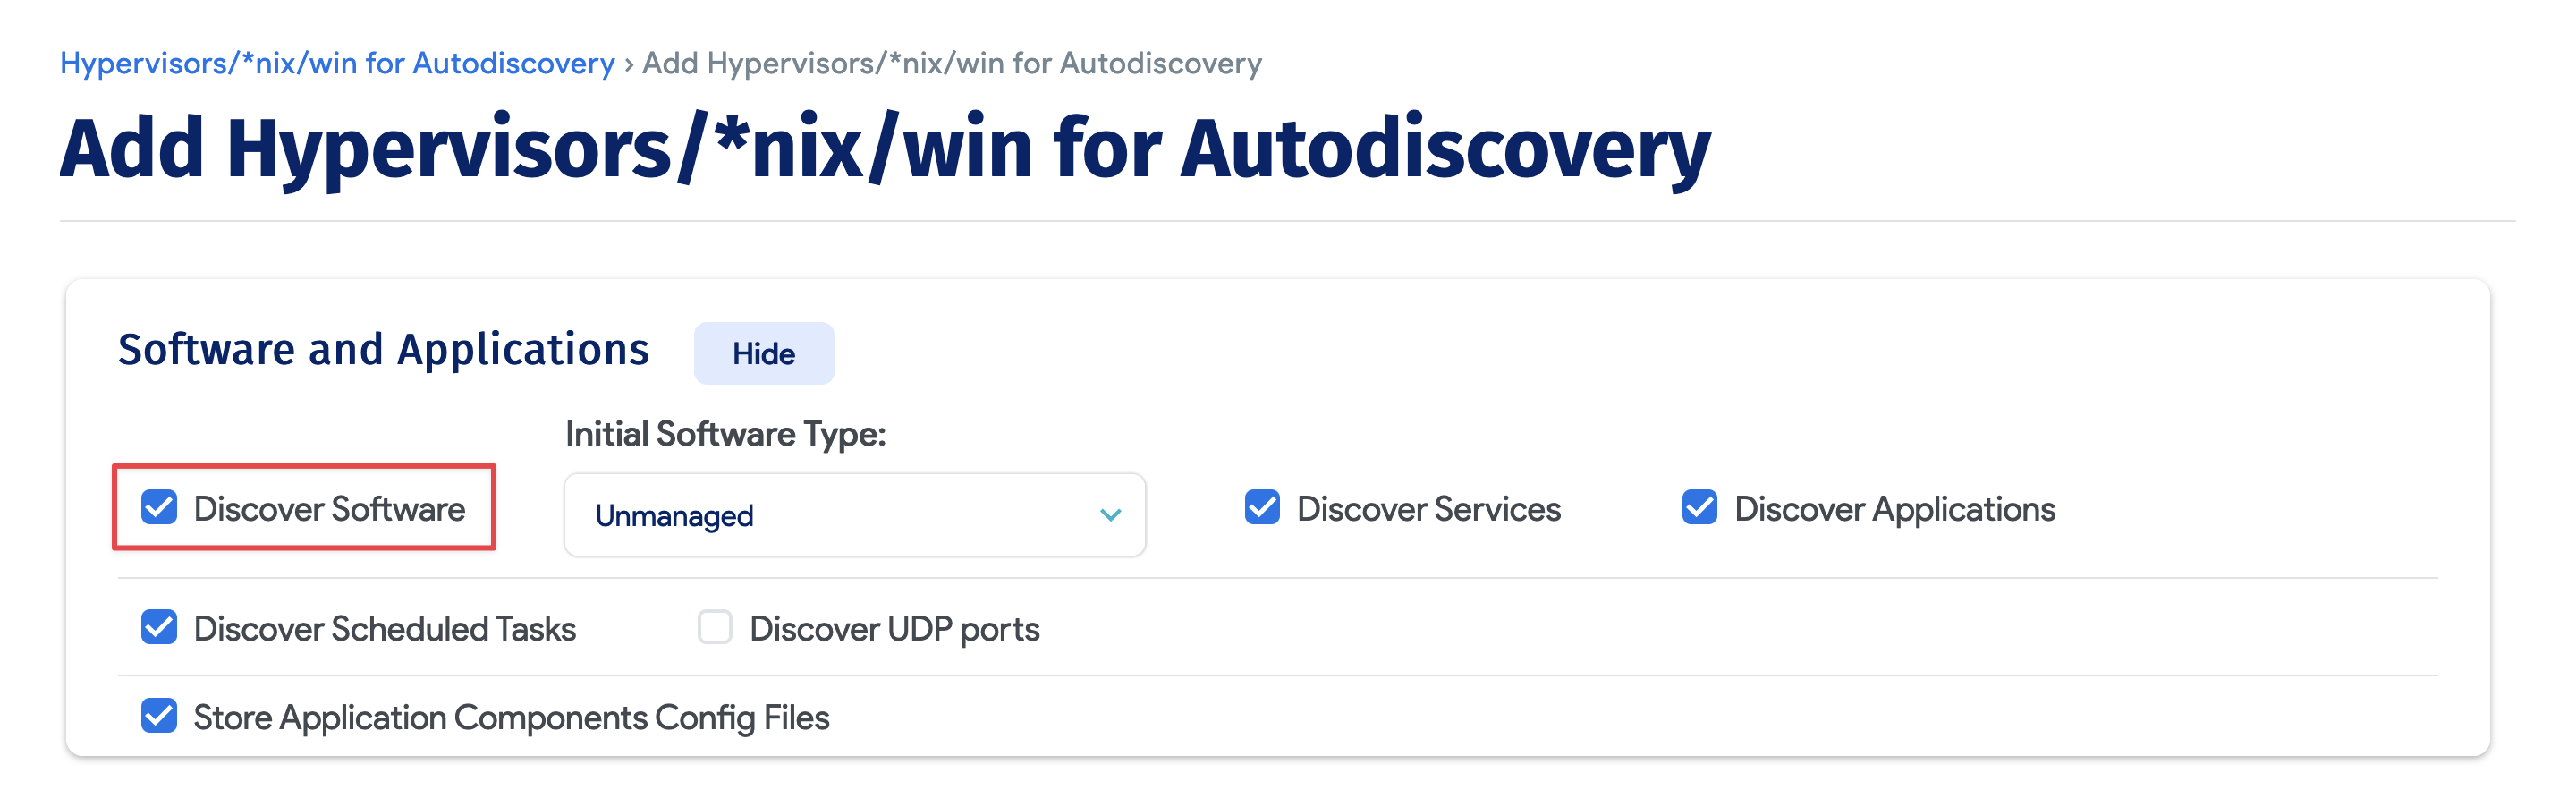 Hypervisors/*nix/win for Autodiscovery › Add Hypervisors/*nix/win for Autodiscovery
Add Hypervisors/*nix/win for Autodiscovery
Software and Applications Hide
Initial Software Type:
Discover Software Unmanaged Discover Services Discover Applications
Discover Scheduled Tasks Discover UDP ports
Store Application Components Config Files